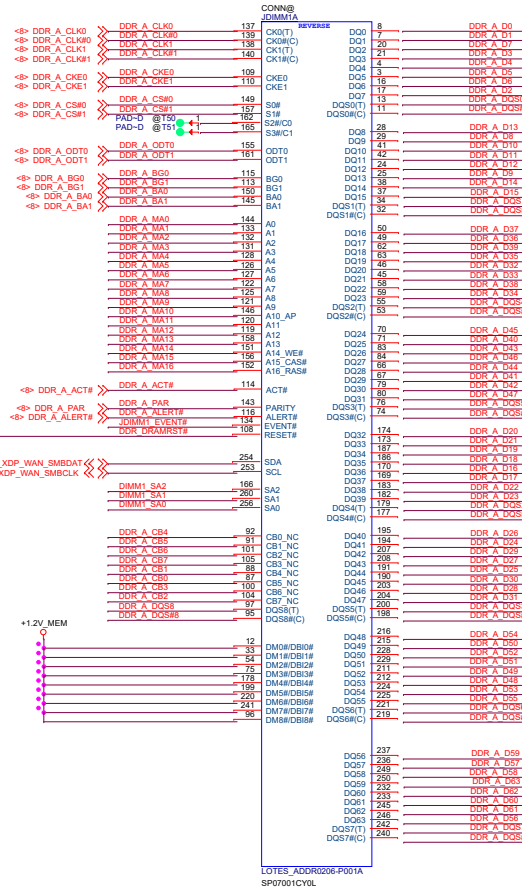 CONN@
JDIMM1A
REVERSE
<8> DDR_A_CLK0 DDR_A_CLK0 137 CK0(T) DQ0 8 DDR_A_D0
<8> DDR_A_CLK#0 DDR_A_CLK#0 139 CK0#(C) DQ1 7 DDR_A_D1
<8> DDR_A_CLK1 DDR_A_CLK1 138 CK1(T) DQ2 20 DDR_A_D7
<8> DDR_A_CLK#1 DDR_A_CLK#1 140 CK1#(C) DQ3 21 DDR_A_D3
DQ4 4 DDR_A_D4
<8> DDR_A_CKE0 DDR_A_CKE0 109 CKE0 DQ5 3 DDR_A_D5
<8> DDR_A_CKE1 DDR_A_CKE1 110 CKE1 DQ6 16 DDR_A_D6
DQ7 17 DDR_A_D2
<8> DDR_A_CS#0 DDR_A_CS#0 149 S0# DQS0(T) 13 DDR_A_DQS0
<8> DDR_A_CS#1 DDR_A_CS#1 157 S1# DQS0#(C) 11 DDR_A_DQS
PAD~D @T50 1 162 S2#/C0
PAD~D @T51 1 165 S3#/C1 DQ8 28 DDR_A_D13
DQ9 29 DDR_A_D8
<8> DDR_A_ODT0 DDR_A_ODT0 155 ODT0 DQ10 41 DDR_A_D10
<8> DDR_A_ODT1 DDR_A_ODT1 161 ODT1 DQ11 42 DDR_A_D11
DQ12 24 DDR_A_D12
<8> DDR_A_BG0 DDR_A_BG0 115 BG0 DQ13 25 DDR_A_D9
<8> DDR_A_BG1 DDR_A_BG1 113 BG1 DQ14 38 DDR_A_D14
<8> DDR_A_BA0 DDR_A_BA0 150 BA0 DQ15 37 DDR_A_D15
<8> DDR_A_BA1 DDR_A_BA1 145 BA1 DQS1(T) 34 DDR_A_DQS
DQS1#(C) 32 DDR_A_DQS
DDR_A_MA0 144 A0
DDR_A_MA1 133 A1 DQ16 50 DDR_A_D37
DDR_A_MA2 132 A2 DQ17 49 DDR_A_D36
DDR_A_MA3 131 A3 DQ18 62 DDR_A_D39
DDR_A_MA4 128 A4 DQ19 63 DDR_A_D35
DDR_A_MA5 126 A5 DQ20 46 DDR_A_D32
DDR_A_MA6 127 A6 DQ21 45 DDR_A_D33
DDR_A_MA7 122 A7 DQ22 58 DDR_A_D38
DDR_A_MA8 125 A8 DQ23 59 DDR_A_D34
DDR_A_MA9 121 A9 DQS2(T) 55 DDR_A_DQS
DDR_A_MA10 146 A10_AP DQS2#(C) 53 DDR_A_DQS
DDR_A_MA11 120 A11
DDR_A_MA12 119 A12 DQ24 70 DDR_A_D45
DDR_A_MA13 158 A13 DQ25 71 DDR_A_D40
DDR_A_MA14 151 A14_WE# DQ26 83 DDR_A_D43
DDR_A_MA15 156 A15_CAS# DQ27 84 DDR_A_D46
DDR_A_MA16 152 A16_RAS# DQ28 66 DDR_A_D44
DQ29 67 DDR_A_D41
<8> DDR_A_ACT# DDR_A_ACT# 114 ACT# DQ30 79 DDR_A_D42
DQ31 80 DDR_A_D47
<8> DDR_A_PAR DDR_A_PAR 143 PARITY DQS3(T) 76 DDR_A_DQS
<8> DDR_A_ALERT# DDR_A_ALERT# 116 ALERT# DQS3#(C) 74 DDR_A_DQS
JDIMM1_EVENT# 134 EVENT#
DDR_DRAMRST# 108 RESET# DQ32 174 DDR_A_D20
DQ33 173 DDR_A_D21
DQ34 187 DDR_A_D19
_XDP_WAN_SMBDAT 254 SDA DQ35 186 DDR_A_D18
XDP_WAN_SMBCLK 253 SCL DQ36 170 DDR_A_D16
DQ37 169 DDR_A_D17
DIMM1_SA2 166 SA2 DQ38 183 DDR_A_D22
DIMM1_SA1 260 SA1 DQ39 182 DDR_A_D23
DIMM1_SA0 256 SA0 DQS4(T) 179 DDR_A_DQS
DQS4#(C) 177 DDR_A_DQS
DDR_A_CB4 92 CB0_NC DQ40 195 DDR_A_D26
DDR_A_CB5 91 CB1_NC DQ41 194 DDR_A_D24
DDR_A_CB6 101 CB2_NC DQ42 207 DDR_A_D29
DDR_A_CB7 105 CB3_NC DQ43 208 DDR_A_D27
DDR_A_CB1 88 CB4_NC DQ44 191 DDR_A_D25
DDR_A_CB0 87 CB5_NC DQ45 190 DDR_A_D30
DDR_A_CB3 100 CB6_NC DQ46 203 DDR_A_D28
DDR_A_CB2 104 CB7_NC DQ47 204 DDR_A_D31
DDR_A_DQS8 97 DQS8(T) DQS5(T) 200 DDR_A_DQS
DDR_A_DQS#8 95 DQS8#(C) DQS5#(C) 198 DDR_A_DQS
+1.2V_MEM
DQ48 216 DDR_A_D54
12 DM0#/DBI0# DQ49 215 DDR_A_D50
33 DM1#/DBI1# DQ50 228 DDR_A_D52
54 DM2#/DBI2# DQ51 229 DDR_A_D51
75 DM3#/DBI3# DQ52 211 DDR_A_D49
178 DM4#/DBI4# DQ53 212 DDR_A_D48
199 DM5#/DBI5# DQ54 224 DDR_A_D53
220 DM6#/DBI6# DQ55 225 DDR_A_D55
241 DM7#/DBI7# DQS6(T) 221 DDR_A_DQS
96 DM8#/DBI8# DQS6#(C) 219 DDR_A_DQS
DQ56 237 DDR_A_D59
DQ57 236 DDR_A_D57
DQ58 249 DDR_A_D58
DQ59 250 DDR_A_D63
DQ60 232 DDR_A_D62
DQ61 233 DDR_A_D60
DQ62 245 DDR_A_D61
DQ63 246 DDR_A_D56
DQS7(T) 242 DDR_A_DQS
DQS7#(C) 240 DDR_A_DQS
LOTES_ADDR0206-P001A
SP07001CY0L